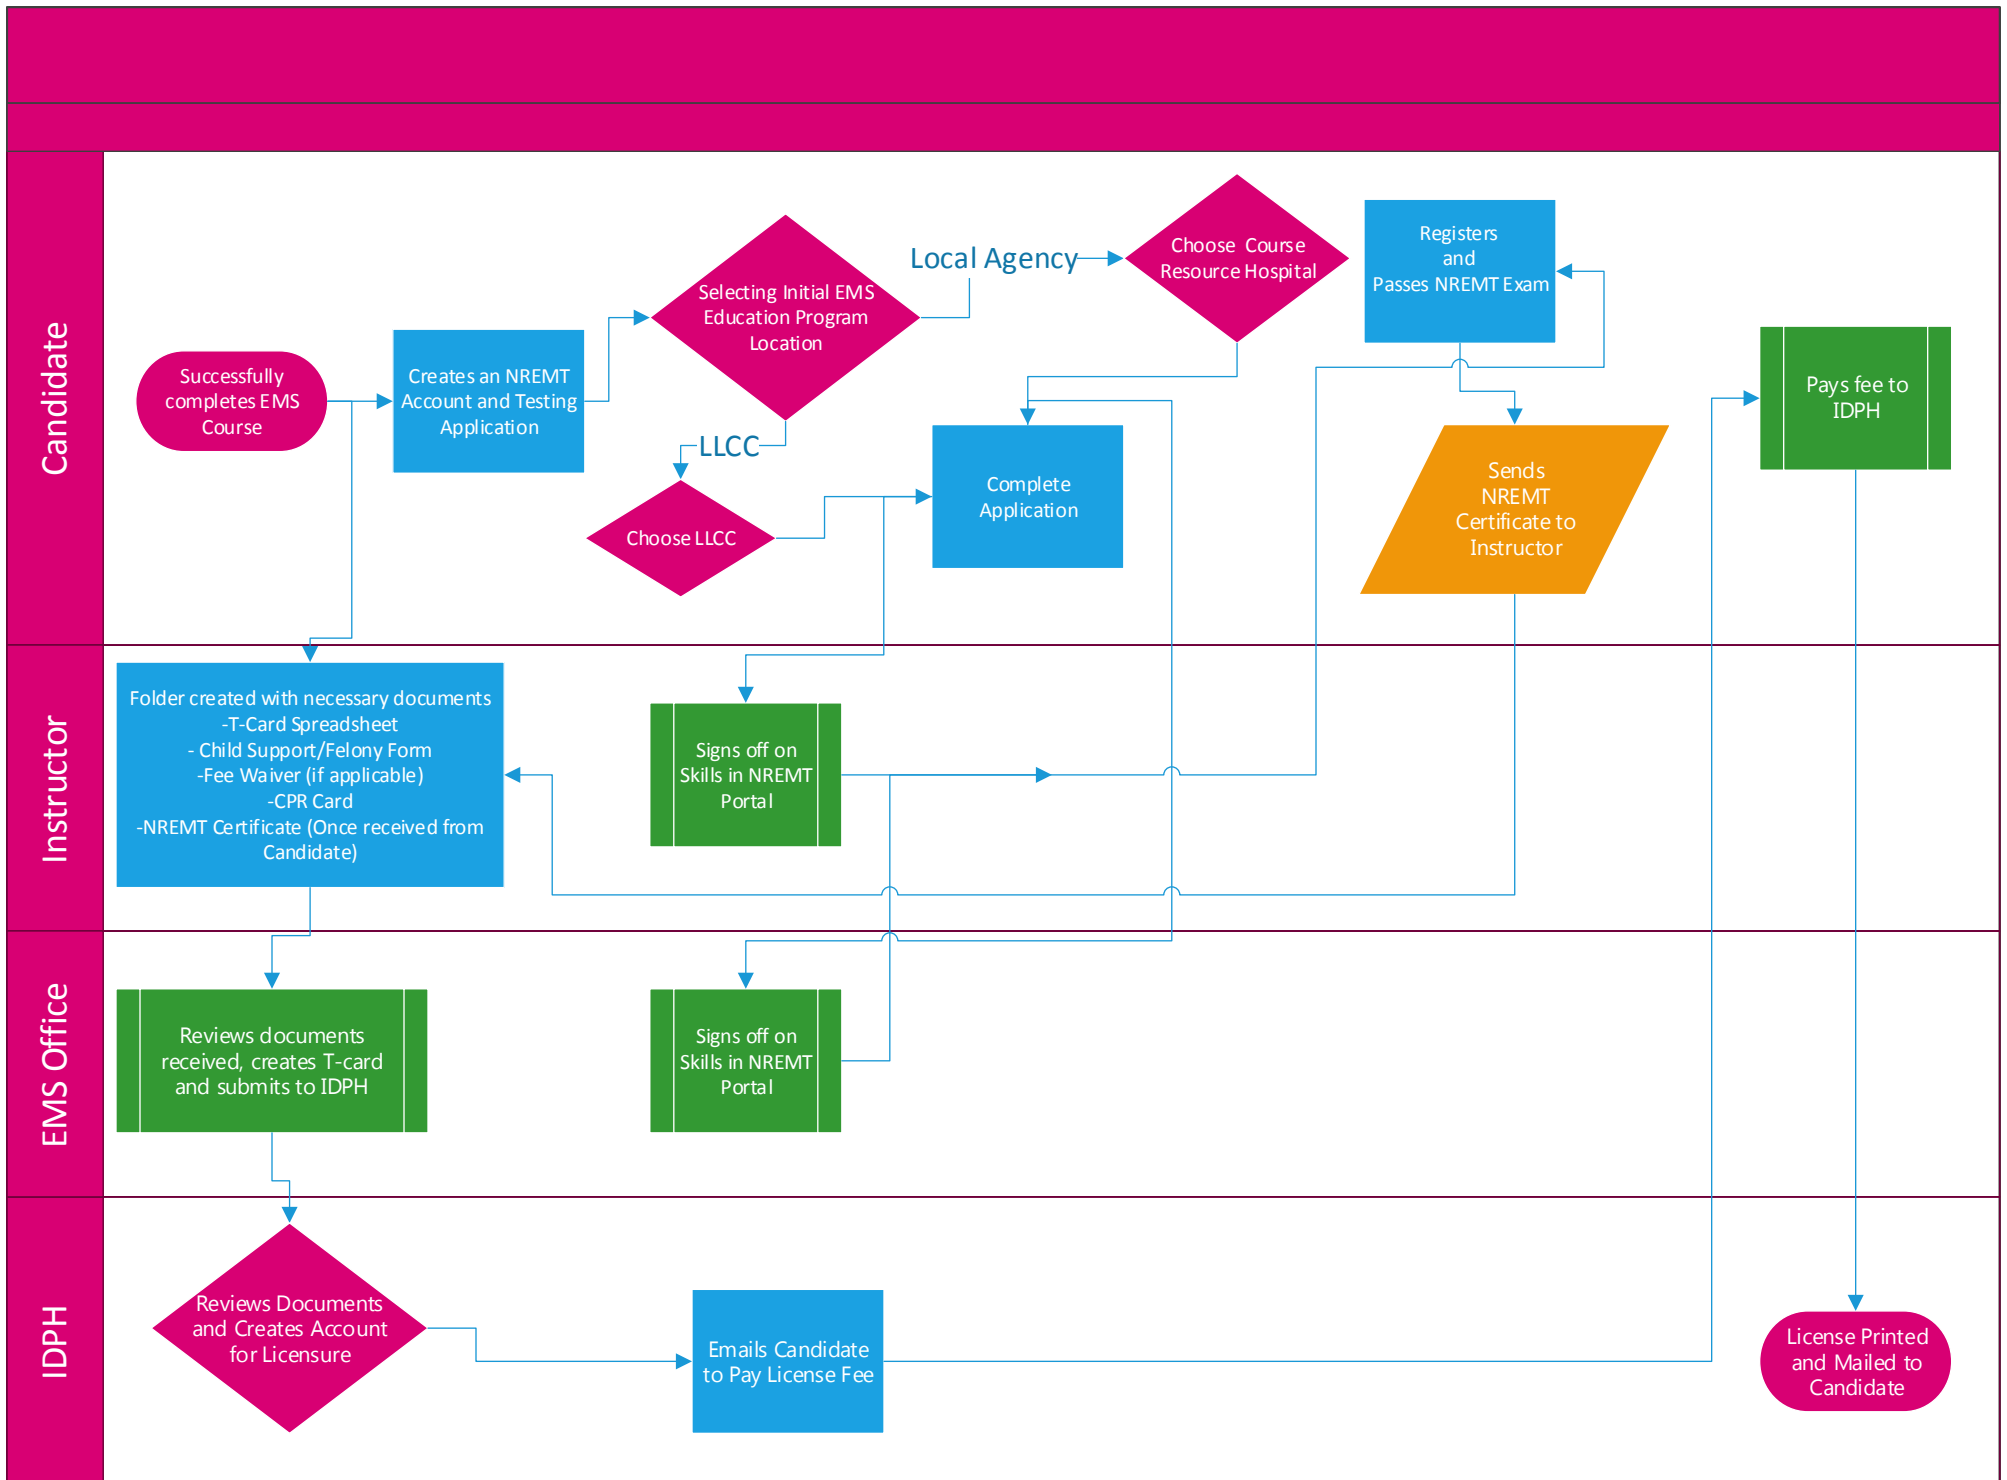 Candidate
Successfully
completes EMS
Course
Creates an NREMT
Account and Testing
Application
Selecting Initial EMS
Education Program
Location
Local Agency
LLCC
Choose LLCC
Choose Course
Resource Hospital
Complete
Application
Registers
and
Passes NREMT Exam
Sends
NREMT
Certificate to
Instructor
Pays fee to
IDPH
Instructor
Folder created with necessary documents
-T-Card Spreadsheet
- Child Support/Felony Form
-Fee Waiver (if applicable)
-CPR Card
-NREMT Certificate (Once received from
Candidate)
Signs off on
Skills in NREMT
Portal
EMS Office
Reviews documents
received, creates T-card
and submits to IDPH
Signs off on
Skills in NREMT
Portal
IDPH
Reviews Documents
and Creates Account
for Licensure
Emails Candidate
to Pay License Fee
License Printed
and Mailed to
Candidate